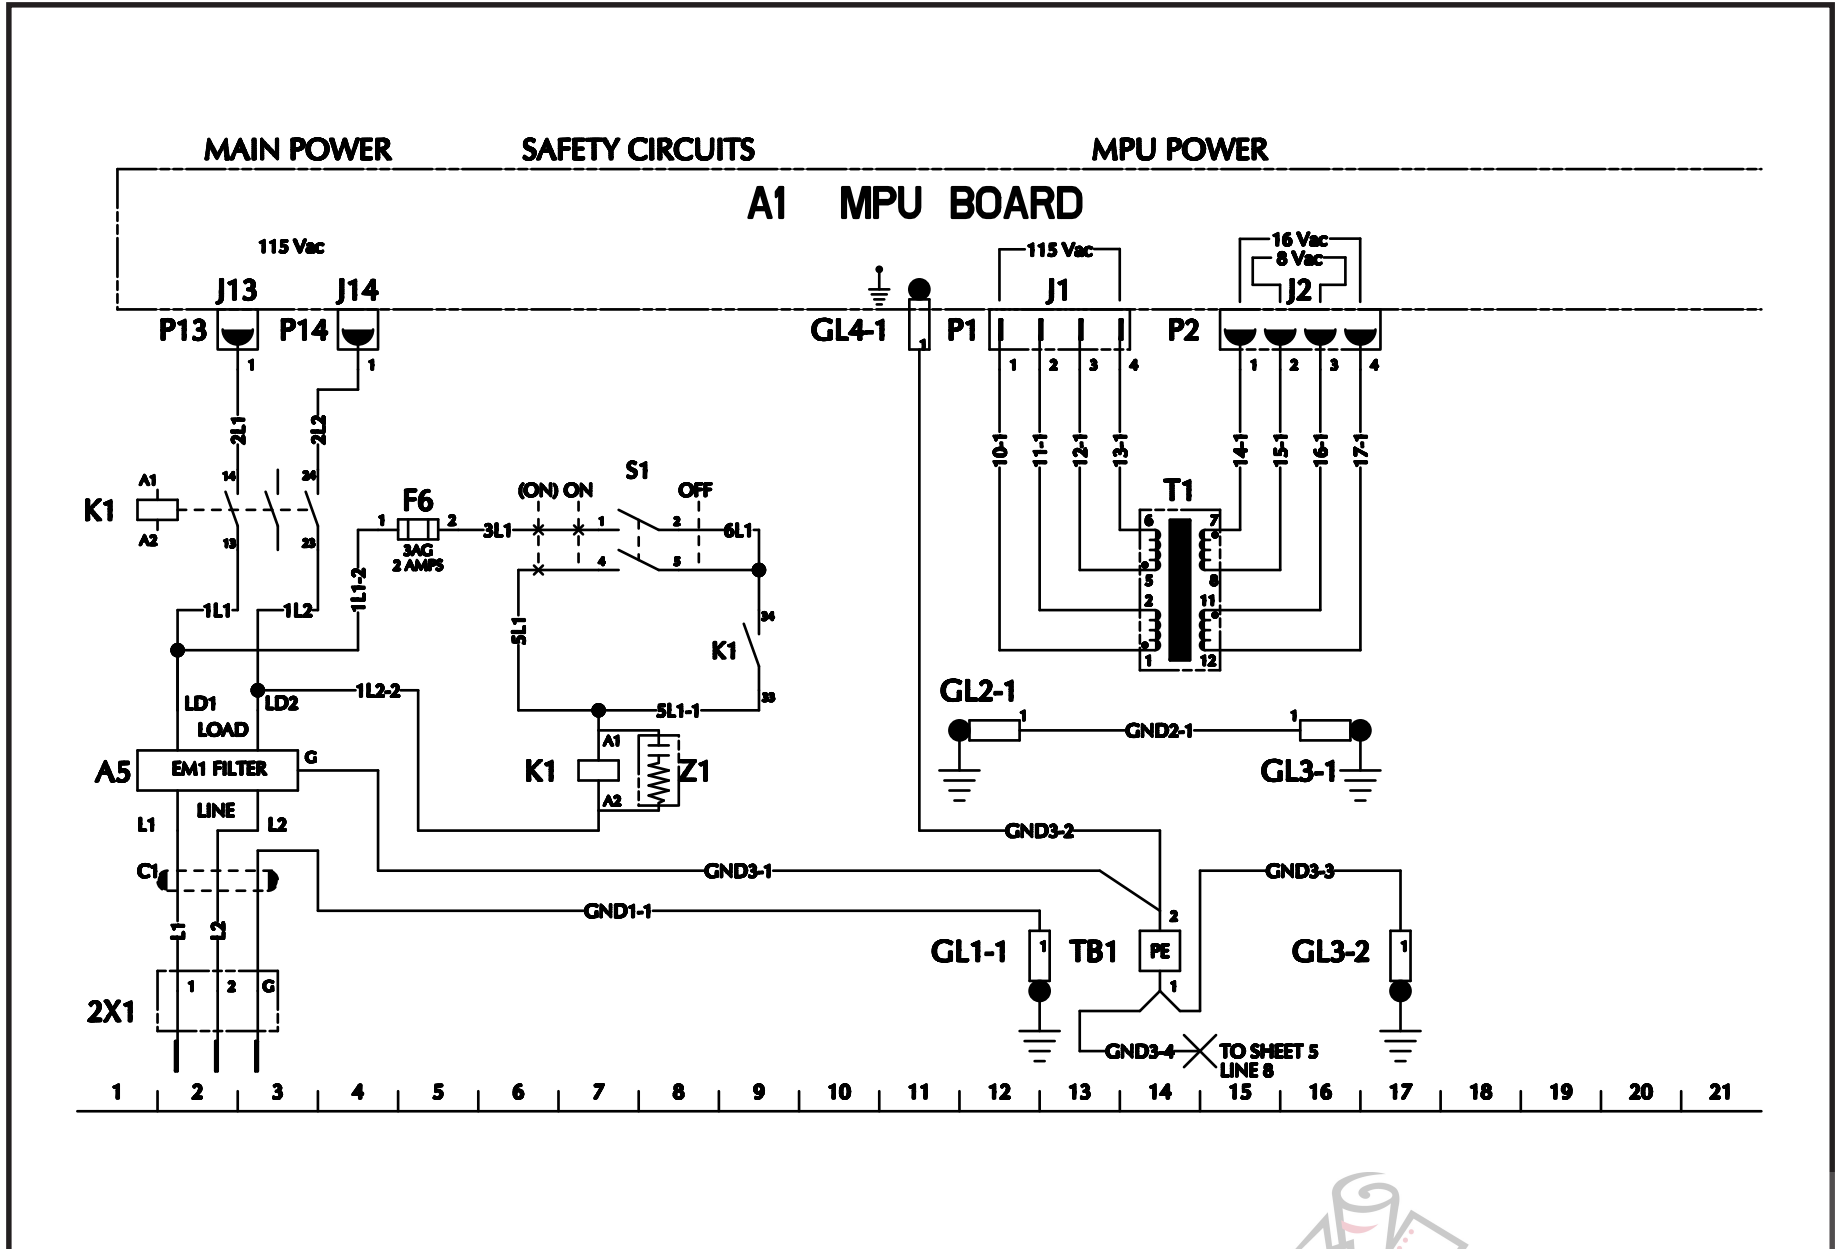 MAIN POWER SAFETY CIRCUITS MPU POWER
A1 MPU BOARD
115 Vac 115 Vac 16 Vac
8 Vac
J13 J14 J1 J2
P13 P14 GL4-1 1 P1 P2
1 1 1 2 3 4 1 2 3 4
2L1 2L2 10-1 11-1 12-1 13-1 14-1 15-1 16-1 17-1
K1 A1 14 24
A2 13 23
F6
1 2
3AG
2 AMPS
S1
(ON) ON OFF
3L1 1 2 6L1
4 5
T1
6 7
5 8
2 11
1 12
1L1 1L2 1L1-2 5L1 34
K1
33
LD1 LD2 1L2-2 5L1-1
LOAD
A5 EM1 FILTER G
LINE
L1 L2
K1 A1 Z1
A2
GL2-1 1 GND2-1 1 GL3-1
C1 GND3-2
GND3-1 GND3-3
GND1-1
L1 L2
GL1-1 1 TB1 2 PE GL3-2 1
1
2X1 1 2 G
GND3-4 TO SHEET 5
LINE 8
1 2 3 4 5 6 7 8 9 10 11 12 13 14 15 16 17 18 19 20 21